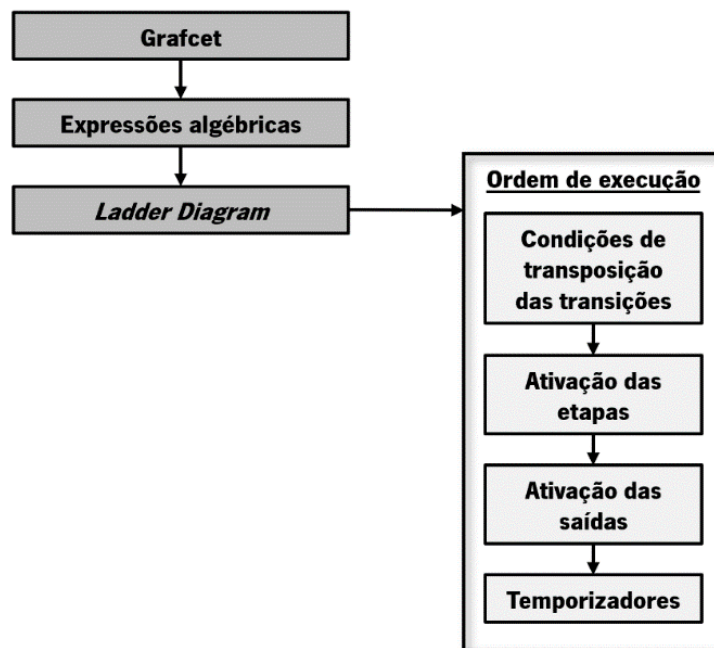 Grafcet
Expressões algébricas
Ladder Diagram
Ordem de execução
Condições de
transposição
das transições
Ativação das
etapas
Ativação das
saídas
Temporizadores